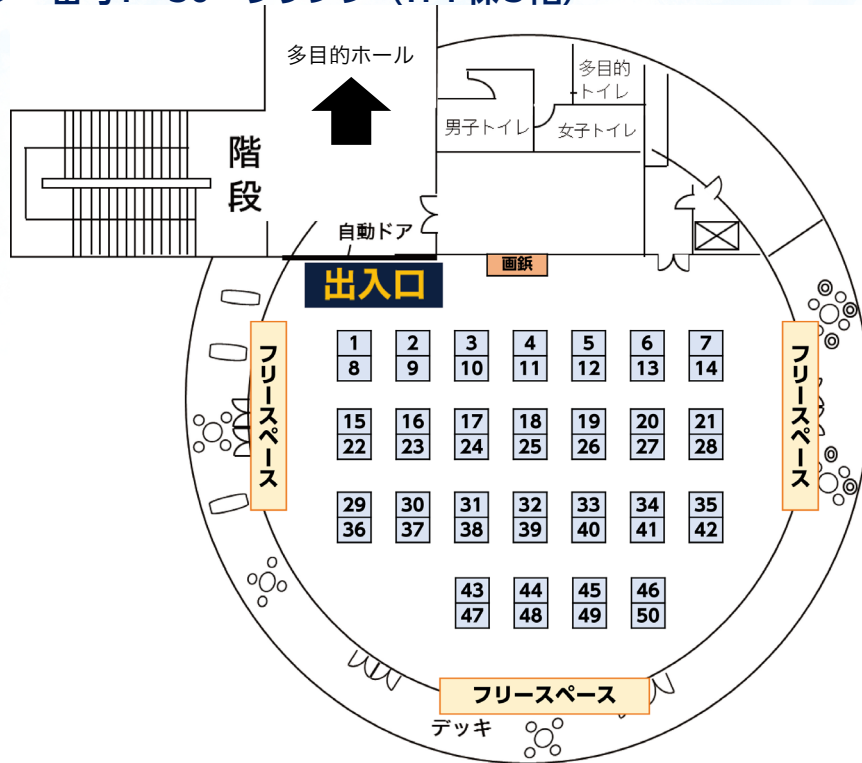 多目的ホール
多目的
トイレ
男子トイレ
女子トイレ
階段
自動ドア
画鋲
出入口
フリースペース
フリースペース
1 2 3 4 5 6 7
8 9 10 11 12 13 14
15 16 17 18 19 20 21
22 23 24 25 26 27 28
29 30 31 32 33 34 35
36 37 38 39 40 41 42
43 44 45 46
47 48 49 50
フリースペース
デッキ